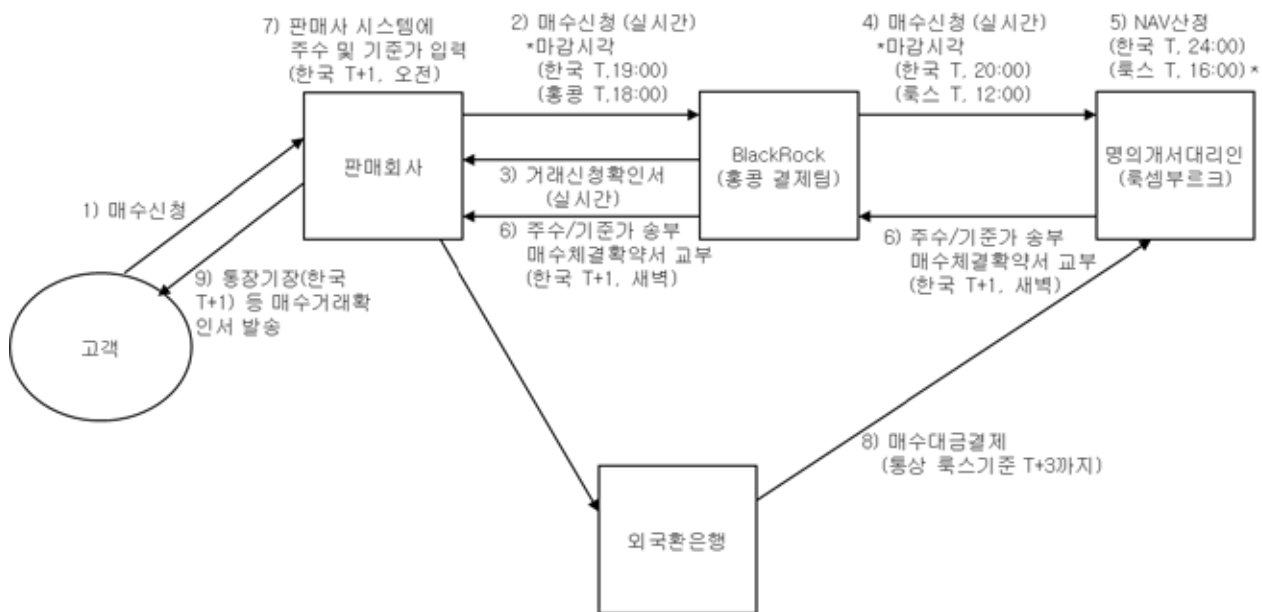 7) 판매사 시스템에
주수 및 기준가 입력
(한국 T+1, 오전)
2) 매수신청 (실시간)
*마감시각
(한국 T,19:00)
(홍콩 T,18:00)
4) 매수신청 (실시간)
*마감시각
(한국 T, 20:00)
(룩스 T, 12:00)
5) NAV산정
(한국 T, 24:00)
(룩스 T, 16:00)*
판매회사
BlackRock
(홍콩 결제팀)
명의개서대리인
(룩셈부르크)
3) 거래신청확인서
(실시간)
1) 매수신청
6) 주수/기준가 송부
매수체결확약서 교부
(한국 T+1, 새벽)
6) 주수/기준가 송부
매수체결확약서 교부
(한국 T+1, 새벽)
9) 통장기장(한국
T+1) 등 매수거래확
인서 발송
고객
8) 매수대금결제
(통상 룩스기준 T+3까지)
외국환은행